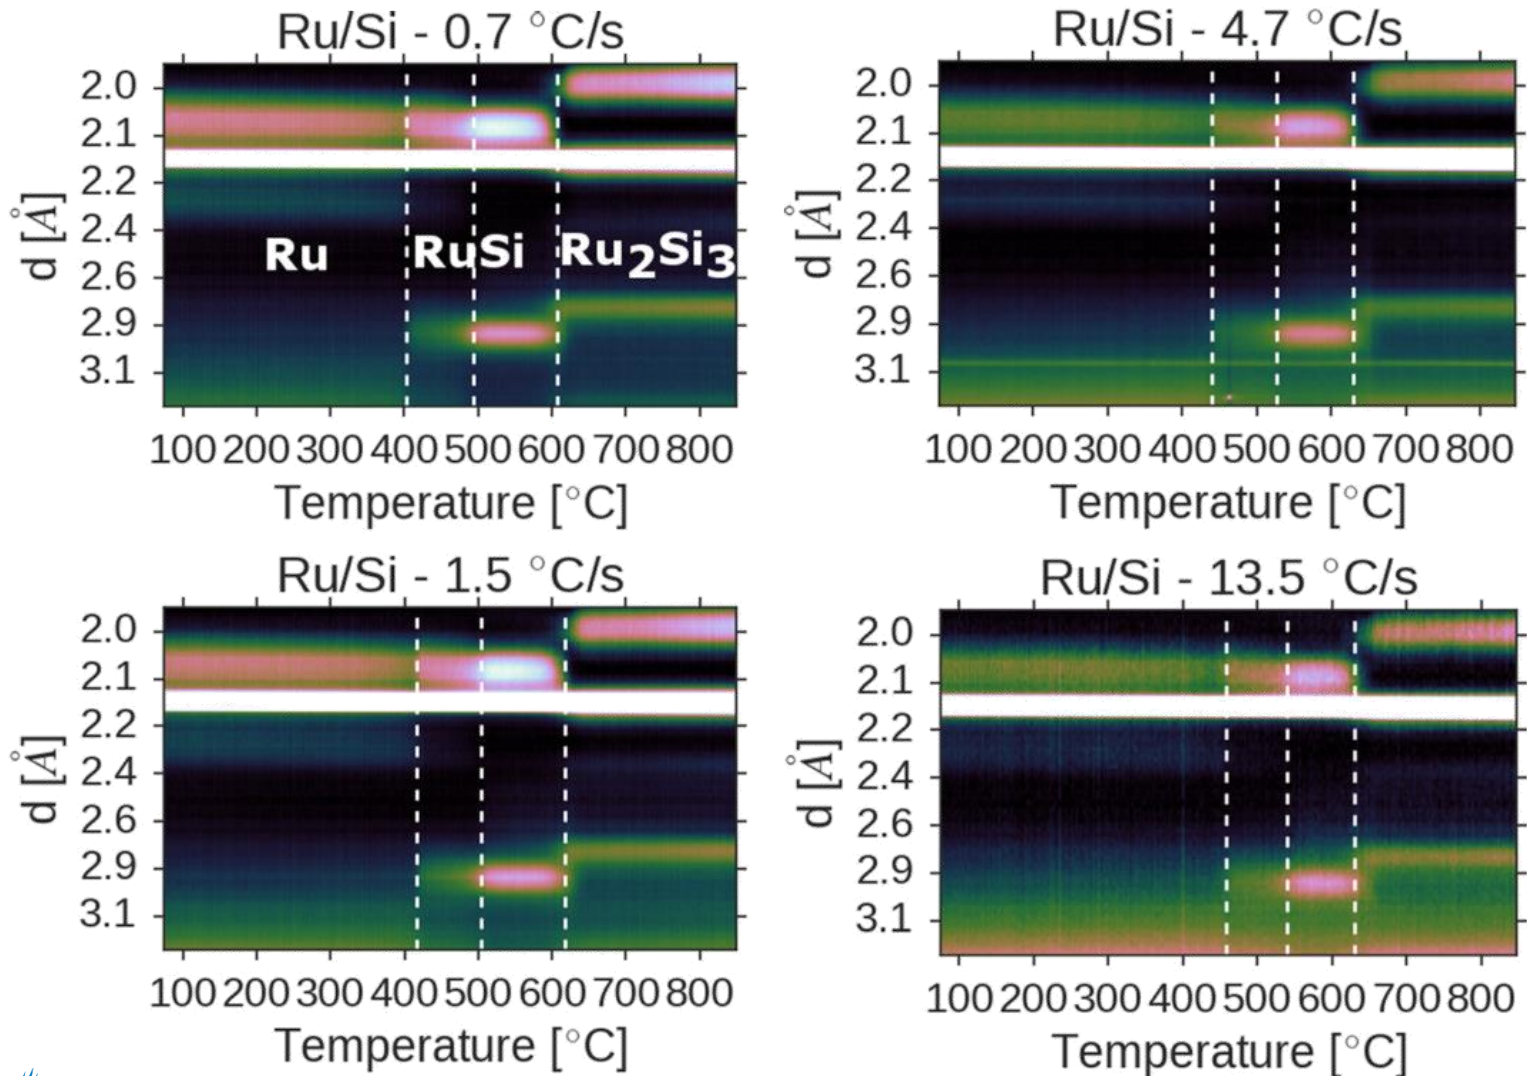 Ru/Si - 0.7 °C/s
2.0
2.1
2.2
2.4
2.6
2.9
3.1
d [Å]
Ru
RuSi
Ru2Si3
100 200 300 400 500 600 700 800
Temperature [°C]
Ru/Si - 4.7 °C/s
2.0
2.1
2.2
2.4
2.6
2.9
3.1
d [Å]
100 200 300 400 500 600 700 800
Temperature [°C]
Ru/Si - 1.5 °C/s
2.0
2.1
2.2
2.4
2.6
2.9
3.1
d [Å]
100 200 300 400 500 600 700 800
Temperature [°C]
Ru/Si - 13.5 °C/s
2.0
2.1
2.2
2.4
2.6
2.9
3.1
d [Å]
100 200 300 400 500 600 700 800
Temperature [°C]